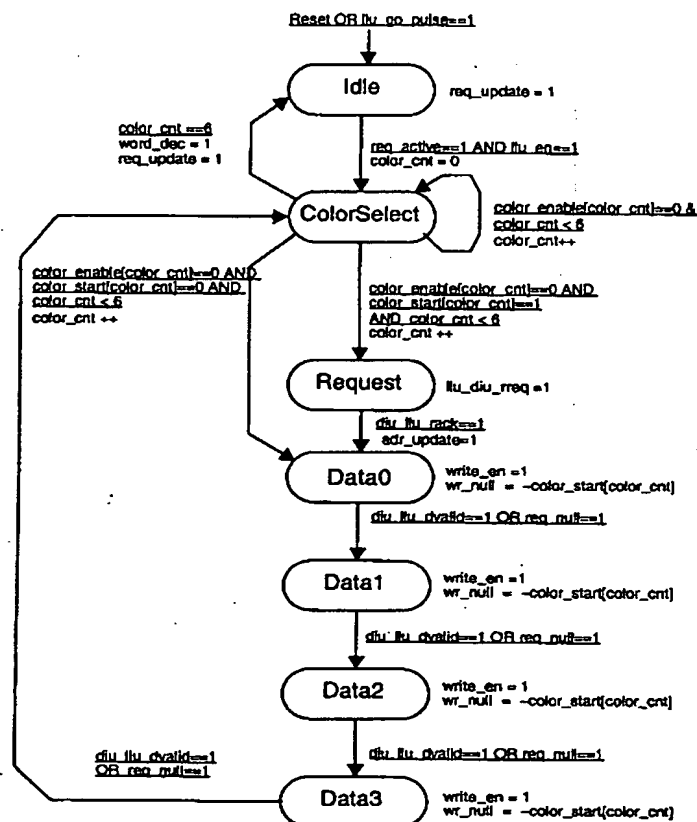 Reset OR llu_go_pulse==1
Idle
req_update = 1
color_cnt ==6
word_dec = 1
req_update = 1
req_active==1 AND llu_en==1
color_cnt = 0
ColorSelect
color_enable[color_cnt]==0 &
color_cnt < 6
color_cnt++
color_enable[color_cnt]==0 AND
color_start[color_cnt]==0 AND
color_cnt < 6
color_cnt ++
color_enable[color_cnt]==0 AND
color_start[color_cnt]==1
AND color_cnt < 6
color_cnt ++
Request
llu_diu_rreq =1
diu_llu_rack==1
adr_update=1
Data0
write_en =1
wr_null = ~color_start[color_cnt]
diu_llu_dvalid==1 OR req_null==1
Data1
write_en =1
wr_null = ~color_start[color_cnt]
diu_llu_dvalid==1 OR req_null==1
Data2
write_en = 1
wr_null = ~color_start[color_cnt]
diu_llu_dvalid==1
OR req_null==1
diu_llu_dvalid==1 OR req_null==1
Data3
write_en = 1
wr_null = ~color_start[color_cnt]